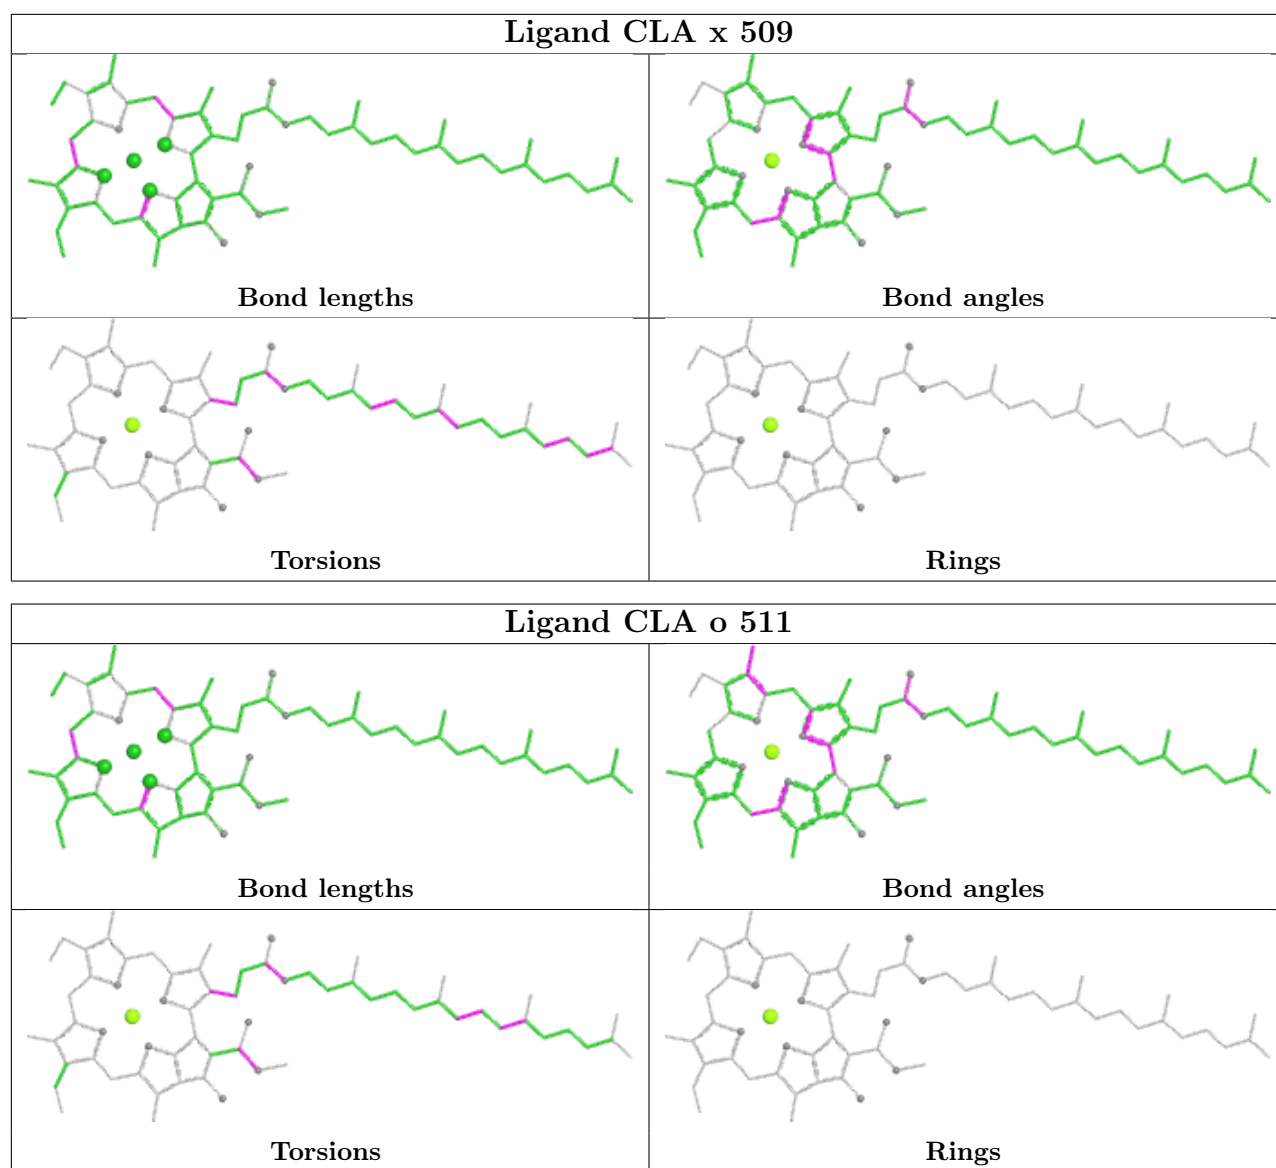 Ligand CLA x 509
Bond lengths
Bond angles
Torsions
Rings
Ligand CLA o 511
Bond lengths
Bond angles
Torsions
Rings